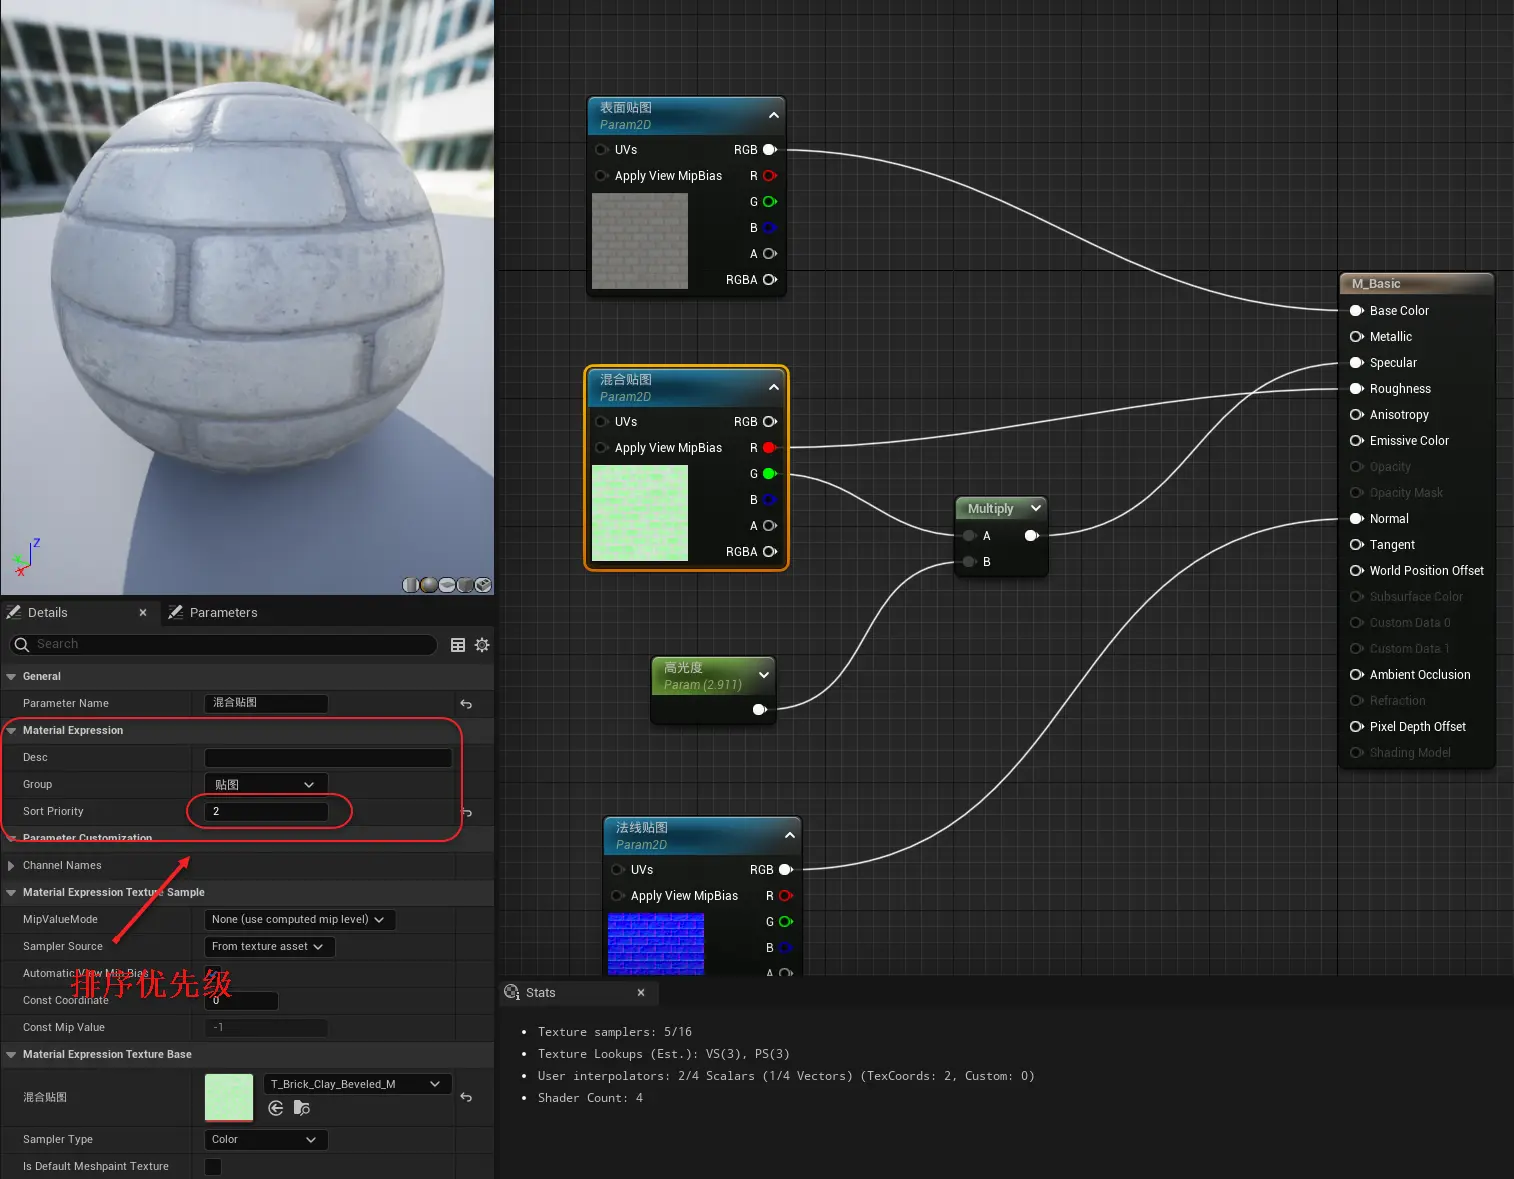 表面贴图
Param2D
UVs
RGB
Apply View MipBias
R
G
B
A
RGBA
混合贴图
Param2D
UVs
RGB
Apply View MipBias
R
G
B
A
RGBA
Multiply
A
B
高光度
Param (2.911)
法线贴图
Param2D
UVs
RGB
Apply View MipBias
R
G
B
A
M_Basic
Base Color
Metallic
Specular
Roughness
Anisotropy
Emissive Color
Opacity
Opacity Mask
Normal
Tangent
World Position Offset
Subsurface Color
Custom Data 0
Custom Data 1
Ambient Occlusion
Refraction
Pixel Depth Offset
Shading Model
Z
Y
X
Details
Parameters
Search
General
Parameter Name
混合贴图
Material Expression
Desc
Group
贴图
Sort Priority
2
Parameter Customization
Channel Names
Material Expression Texture Sample
MipValueMode
None (use computed mip level)
Sampler Source
From texture asset
Automatic View Mip Bias
排序优先级
Const Coordinate
0
Const Mip Value
-1
Material Expression Texture Base
混合贴图
T_Brick_Clay_Beveled_M
Sampler Type
Color
Is Default Meshpaint Texture
Stats
Texture samplers: 5/16
Texture Lookups (Est.): VS(3), PS(3)
User interpolators: 2/4 Scalars (1/4 Vectors) (TexCoords: 2, Custom: 0)
Shader Count: 4